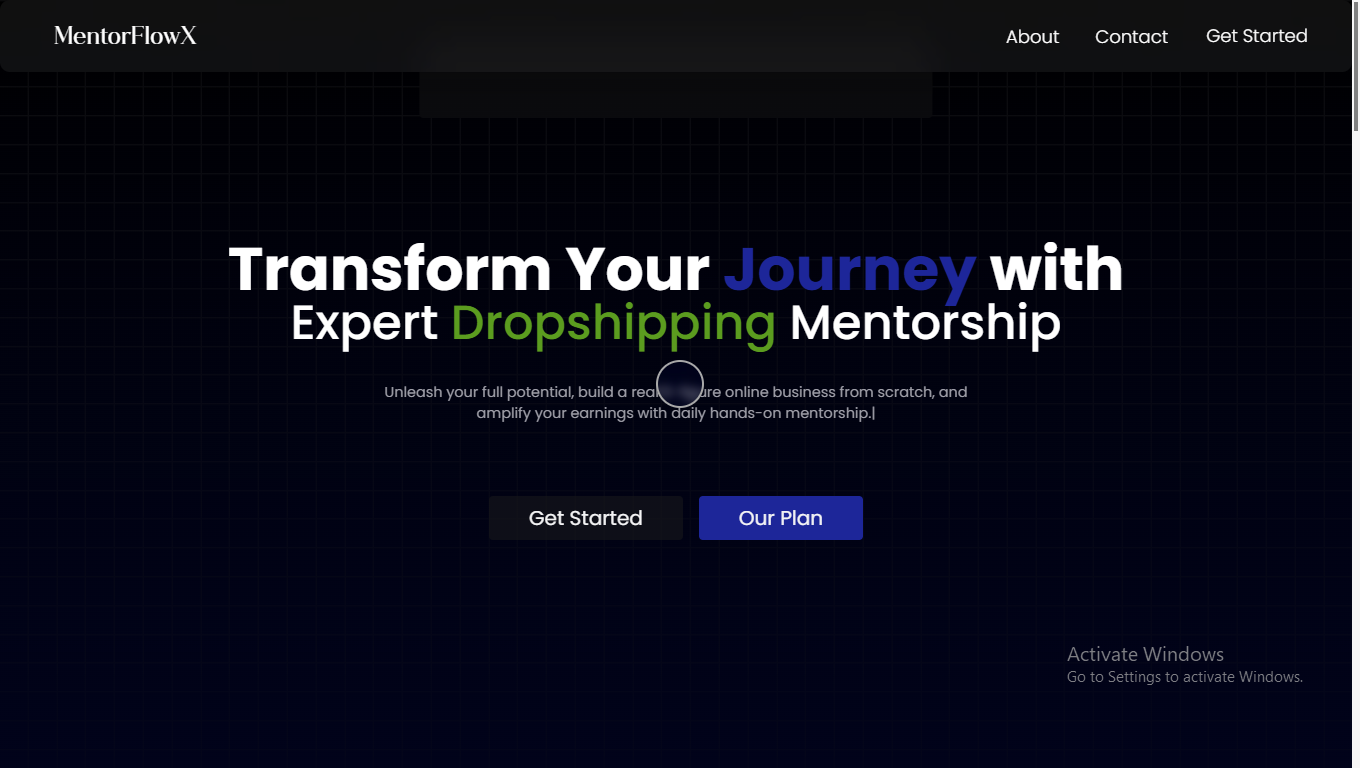 MentorFlowX
About
Contact
Get Started
Transform Your Journey with
Expert Dropshipping Mentorship
Unleash your full potential, build a real ure online business from scratch, and
amplify your earnings with daily hands-on mentorship.|
Get Started
Our Plan
Activate Windows
Go to Settings to activate Windows.